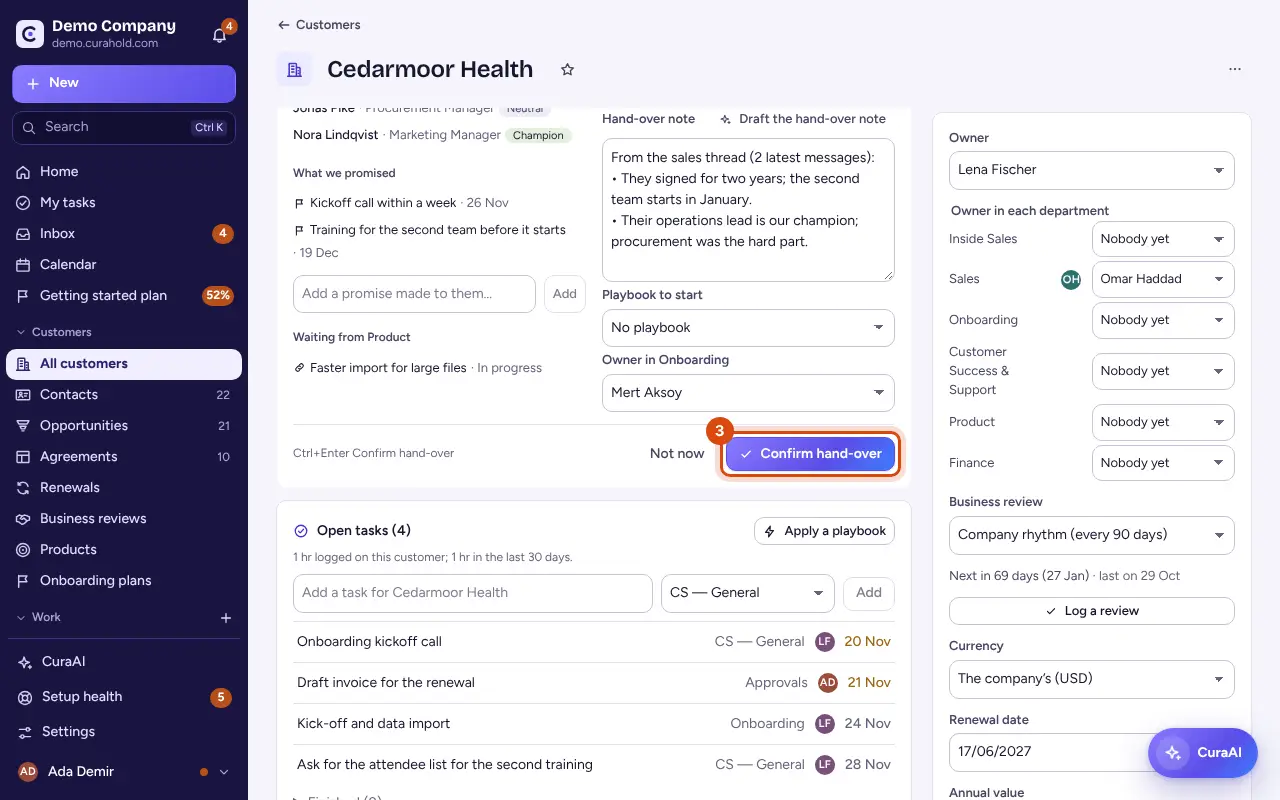 Demo Company
demo.curahold.com
4
New
Search
Ctrl K
Home
My tasks
Inbox
4
Calendar
Getting started plan
52%
Customers
All customers
Contacts
22
Opportunities
21
Agreements
10
Renewals
Business reviews
Products
Onboarding plans
Work
CuraAI
Setup health
5
Settings
AD
Ada Demir
Customers
Cedarmoor Health
Jonas Pike · Procurement Manager
Neutral
Nora Lindqvist · Marketing Manager
Champion
What we promised
Kickoff call within a week · 26 Nov
Training for the second team before it starts
· 19 Dec
Add a promise made to them...
Add
Waiting from Product
Faster import for large files · In progress
Hand-over note
Draft the hand-over note
From the sales thread (2 latest messages):
• They signed for two years; the second
team starts in January.
• Their operations lead is our champion;
procurement was the hard part.
Playbook to start
No playbook
Owner in Onboarding
Mert Aksoy
Ctrl+Enter Confirm hand-over
Not now
3
Confirm hand-over
Open tasks (4)
Apply a playbook
1 hr logged on this customer; 1 hr in the last 30 days.
Add a task for Cedarmoor Health
CS — General
Add
Onboarding kickoff call
CS — General
LF
20 Nov
Draft invoice for the renewal
Approvals
AD
21 Nov
Kick-off and data import
Onboarding
LF
24 Nov
Ask for the attendee list for the second training
CS — General
LF
28 Nov
Owner
Lena Fischer
Owner in each department
Inside Sales
Nobody yet
Sales
OH
Omar Haddad
Onboarding
Nobody yet
Customer
Success &
Support
Nobody yet
Product
Nobody yet
Finance
Nobody yet
Business review
Company rhythm (every 90 days)
Next in 69 days (27 Jan) · last on 29 Oct
Log a review
Currency
The company's (USD)
Renewal date
17/06/2027
CuraAI
Annual value